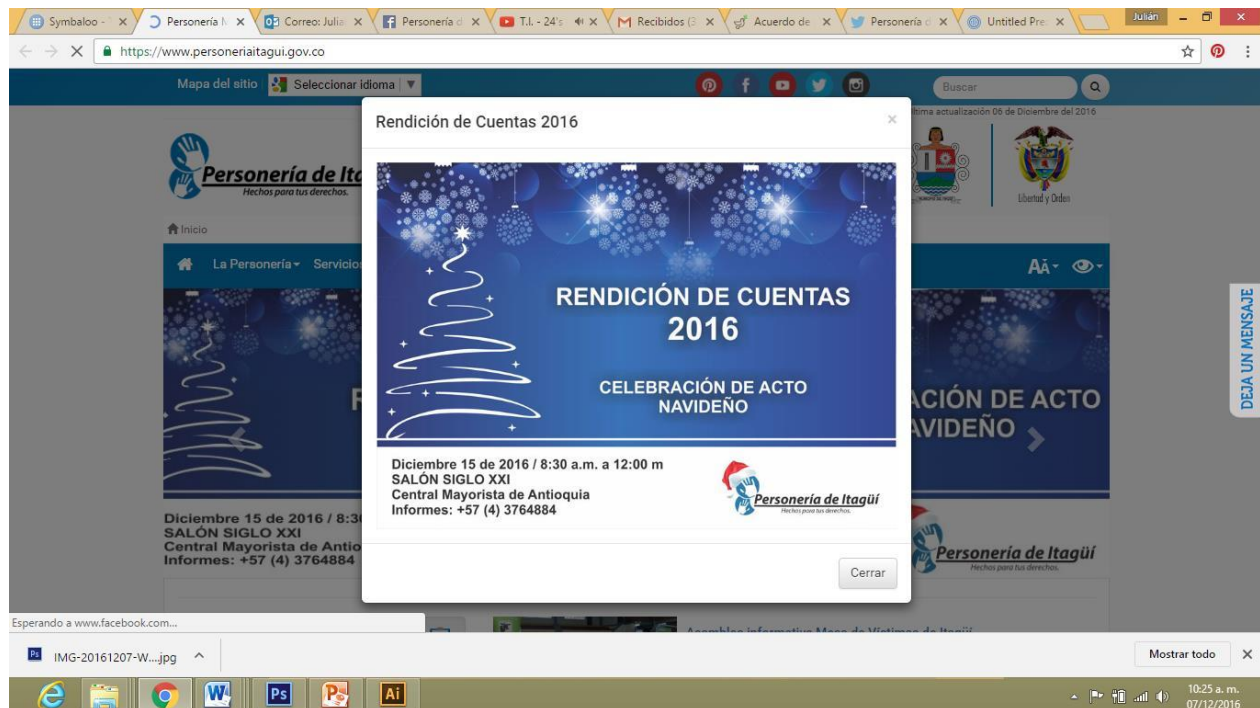 Symbaloo -
Personería M
Correo: Julia
Personería d
T.I. - 24's
Recibidos (3
Acuerdo de
Personería d
Untitled Pre
Julián
https://www.personeriaitagui.gov.co
Mapa del sitio
Seleccionar idioma
Buscar
ltima actualización 06 de Diciembre del 2016
Personería de Ita
Hechos para tus derechos.
Libertad y Orden
Inicio
La Personería
Servicio
Rendición de Cuentas 2016
×
RENDICIÓN DE CUENTAS
2016
CELEBRACIÓN DE ACTO
NAVIDEÑO
Diciembre 15 de 2016 / 8:30 a.m. a 12:00 m
SALÓN SIGLO XXI
Central Mayorista de Antioquia
Informes: +57 (4) 3764884
Personería de Itagüí
Hechos para tus derechos.
Cerrar
R
ACIÓN DE ACTO
AVIDEÑO
DEJA UN MENSAJE
Diciembre 15 de 2016 / 8:3
SALÓN SIGLO XXI
Central Mayorista de Antio
Informes: +57 (4) 3764884
Personería de Itagüí
Hechos para tus derechos.
Asamblea informativa Mesa de Víctimas de Itagüí
Esperando a www.facebook.com...
IMG-20161207-W....jpg
Mostrar todo
Ps
Ai
10:25 a. m.
07/12/2016